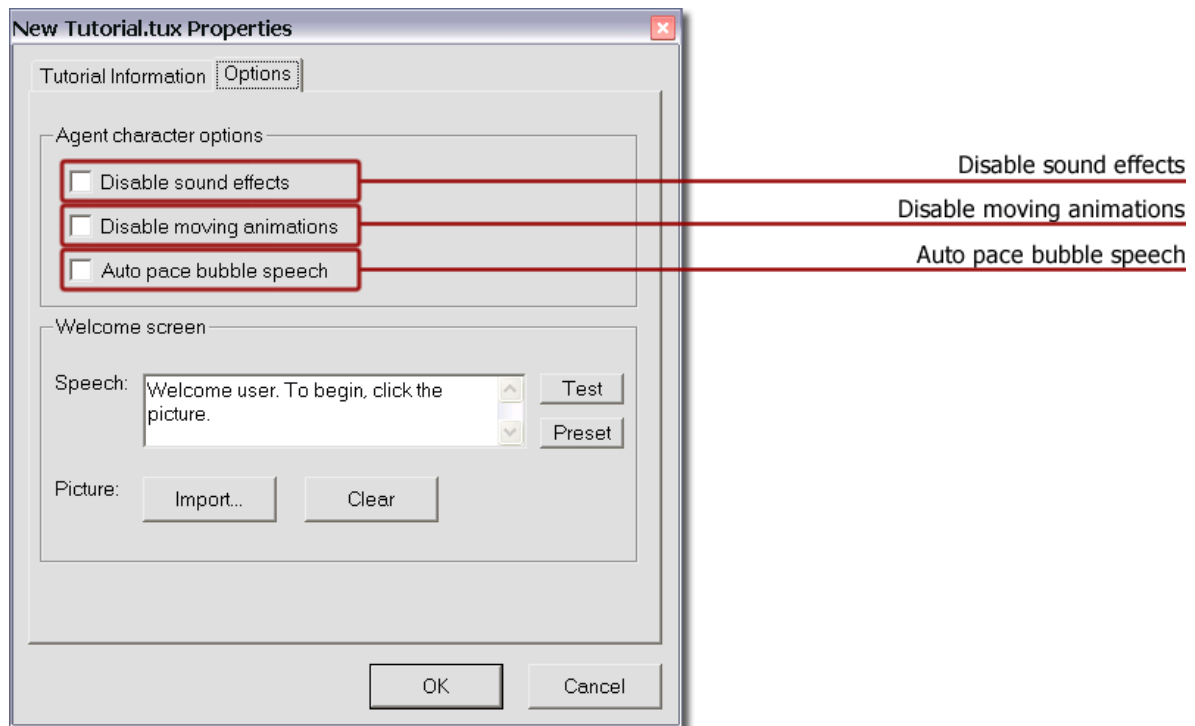 New Tutorial.tux Properties
Tutorial Information
Options
Agent character options
Disable sound effects
Disable moving animations
Auto pace bubble speech
Disable sound effects
Disable moving animations
Auto pace bubble speech
Welcome screen
Speech:
Welcome user. To begin, click the
picture.
Test
Preset
Picture:
Import...
Clear
OK
Cancel